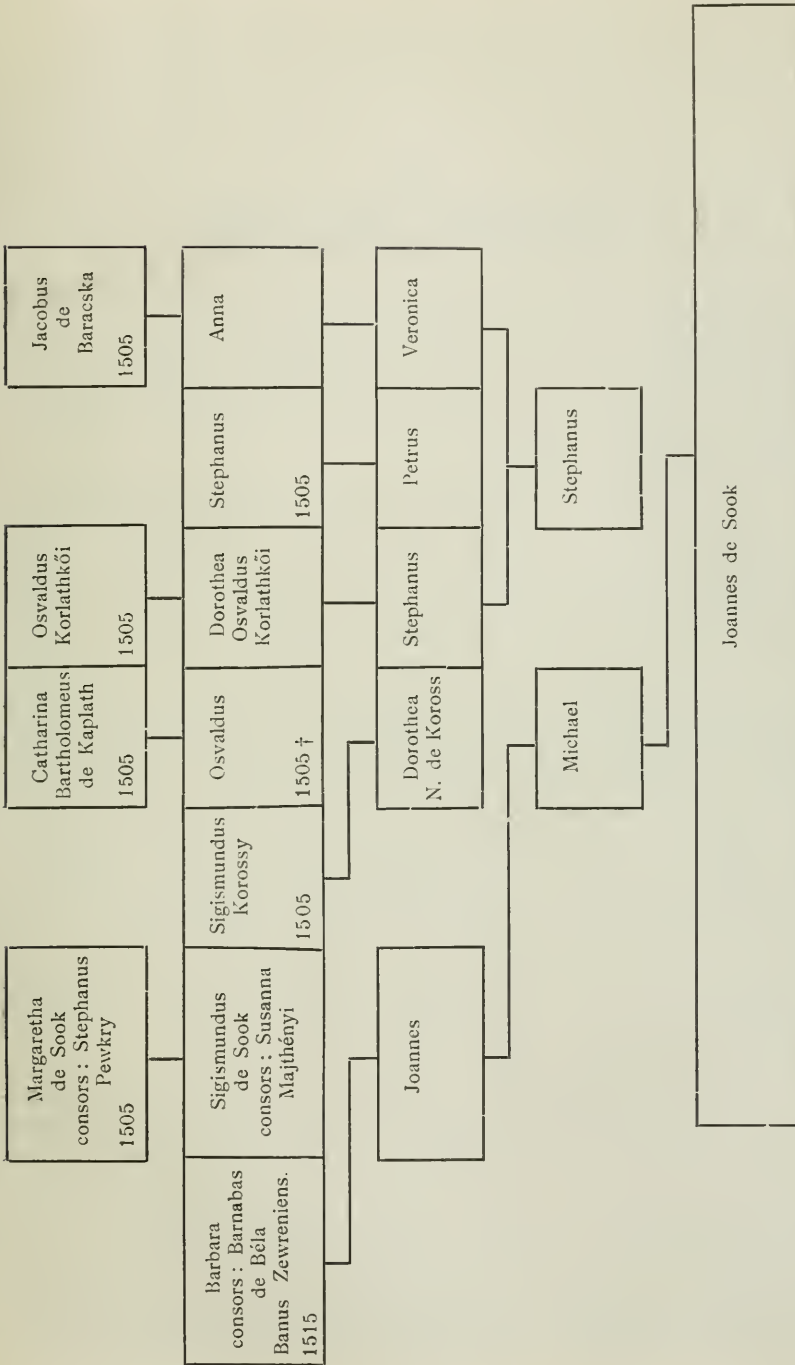 Jacobus
de
Baracska
1505
Osvaldus
Korlathkői
1505
Catharina
Bartholomeus
de Kaplath
1505
Margaretha
de Sook
consors : Stephanus
Pewkry
1505
Anna
Stephanus
1505
Dorothea
Osvaldus
Korlathkői
Osvaldus
1505 †
Sigismundus
Korossy
1505
Sigismundus
de Sook
consors : Susanna
Majthényi
Barbara
consors : Barnabas
de Béla
Banus Zewreniens.
1515
Veronica
Petrus
Stephanus
Dorothea
N. de Koross
Joannes
Stephanus
Michael
Joannes de Sook